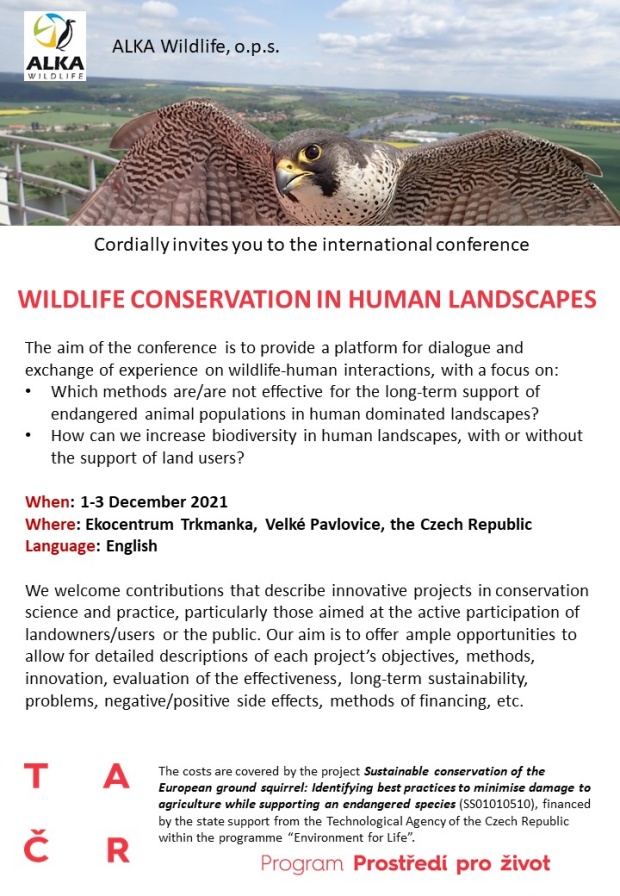 ALKA
WILDLIFE
ALKA Wildlife, o.p.s.
Cordially invites you to the international conference
WILDLIFE CONSERVATION IN HUMAN LANDSCAPES
The aim of the conference is to provide a platform for dialogue and
exchange of experience on wildlife-human interactions, with a focus on:
• Which methods are/are not effective for the long-term support of
endangered animal populations in human dominated landscapes?
• How can we increase biodiversity in human landscapes, with or without
the support of land users?
When: 1-3 December 2021
Where: Ekocentrum Trkmanka, Velké Pavlovice, the Czech Republic
Language: English
We welcome contributions that describe innovative projects in conservation
science and practice, particularly those aimed at the active participation of
landowners/users or the public. Our aim is to offer ample opportunities to
allow for detailed descriptions of each project's objectives, methods,
innovation, evaluation of the effectiveness, long-term sustainability,
problems, negative/positive side effects, methods of financing, etc.
T A
Č R
The costs are covered by the project Sustainable conservation of the
European ground squirrel: Identifying best practices to minimise damage to
agriculture while supporting an endangered species (SS01010510), financed
by the state support from the Technological Agency of the Czech Republic
within the programme “Environment for Life”.
Program Prostředí pro život